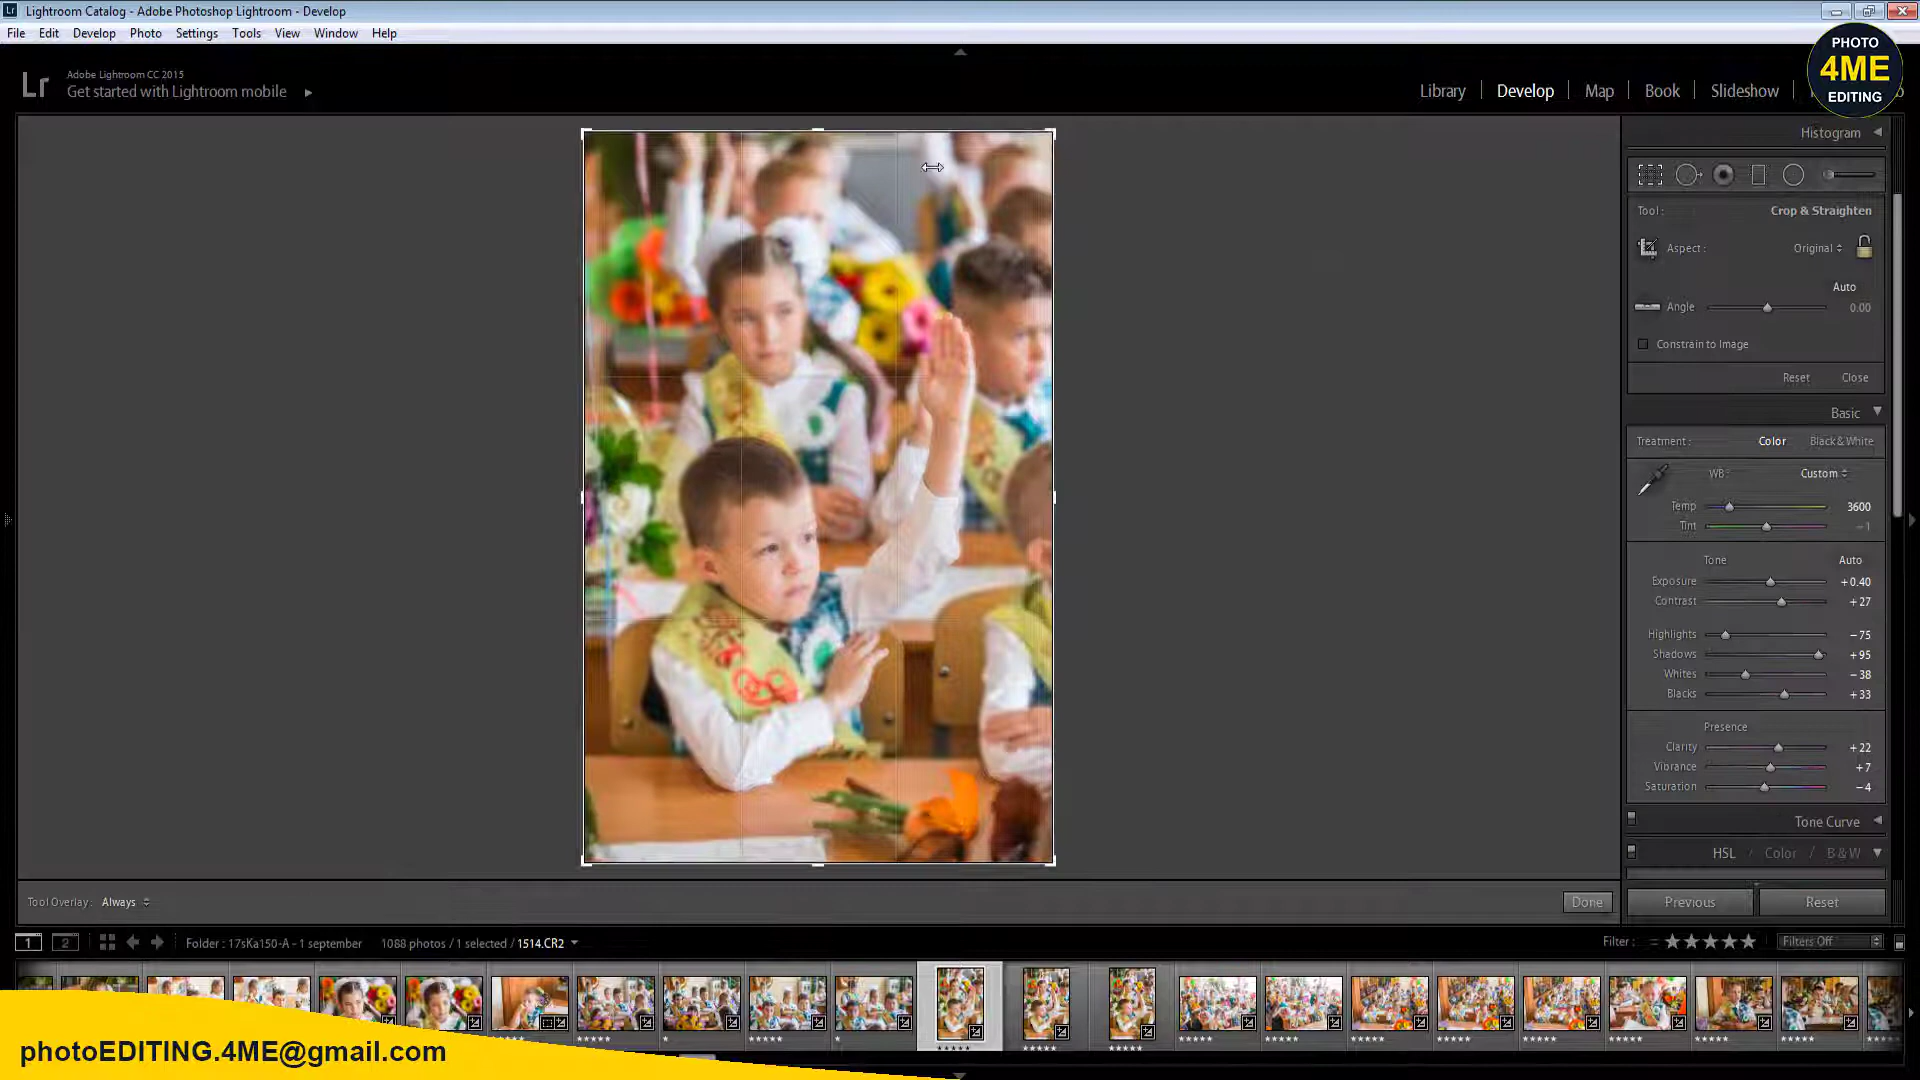 Lightroom Catalog - Adobe Photoshop Lightroom - Develop
File Edit Develop Photo Settings Tools View Window Help
PHOTO
4ME
EDITING
Lr
Adobe Lightroom CC 2015
Get started with Lightroom mobile
Library | Develop | Map | Book | Slideshow |
Histogram
Tool : Crop & Straighten
Aspect : Original
Auto
Angle 0.00
Constrain to Image
Reset Close
Basic
Treatment : Color Black & White
WB : Custom
Temp 3600
Tint - 1
Tone Auto
Exposure + 0.40
Contrast + 27
Highlights - 75
Shadows + 95
Whites - 38
Blacks + 33
Presence
Clarity + 22
Vibrance + 7
Saturation - 4
Tone Curve
HSL / Color / B & W
Previous Reset
Tool Overlay : Always
Done
1 2 Folder : 17sKa150-A - 1 september 1088 photos / 1 selected / 1514.CR2
Filter : Filters Off
photoEDITING.4ME@gmail.com